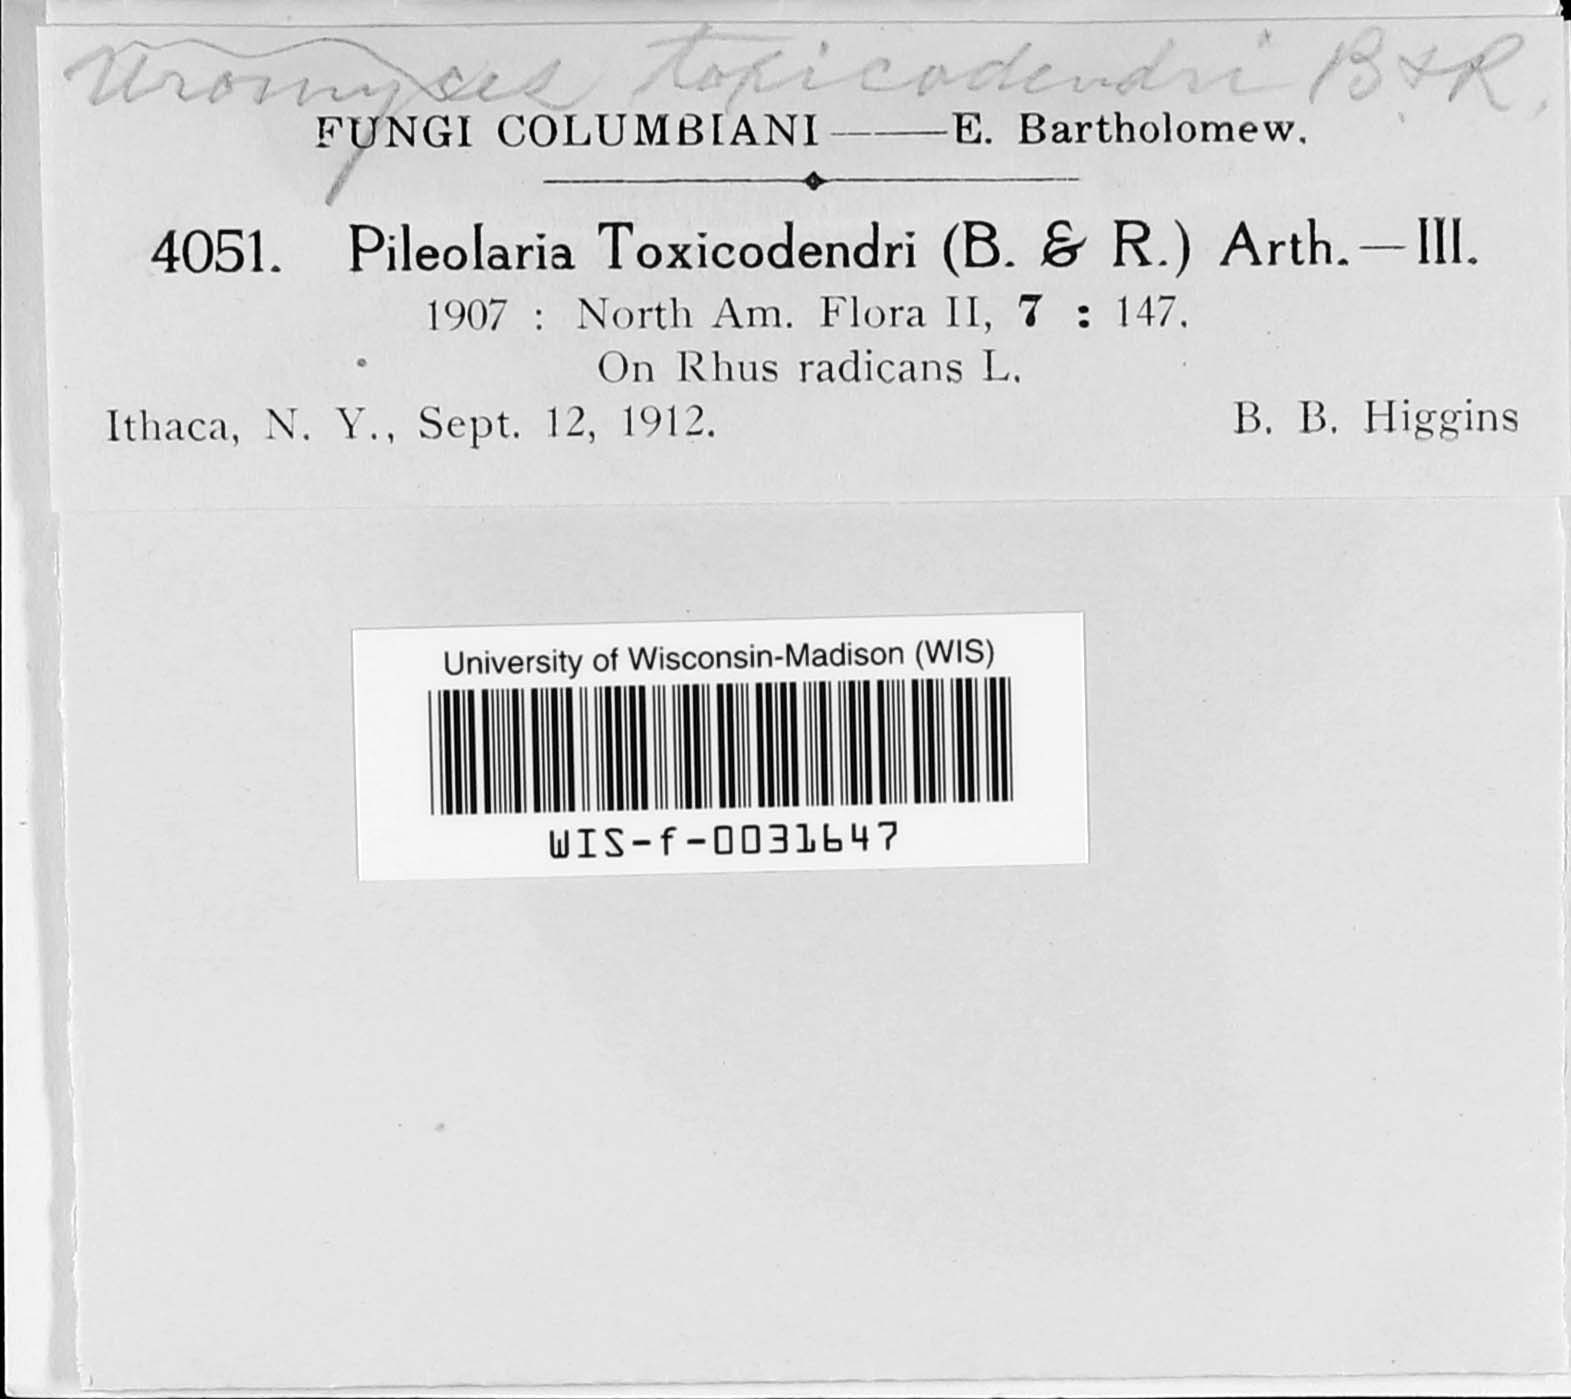 Uromyces toxicodendri B & R.
FUNGI COLUMBIANI——E. Bartholomew.
4051. Pileolaria Toxicodendri (B. & R.) Arth.—III.
1907 : North Am. Flora II, 7 : 147.
On Rhus radicans L.
Ithaca, N. Y., Sept. 12, 1912. B. B. Higgins
University of Wisconsin-Madison (WIS)
WIS-f-0031647